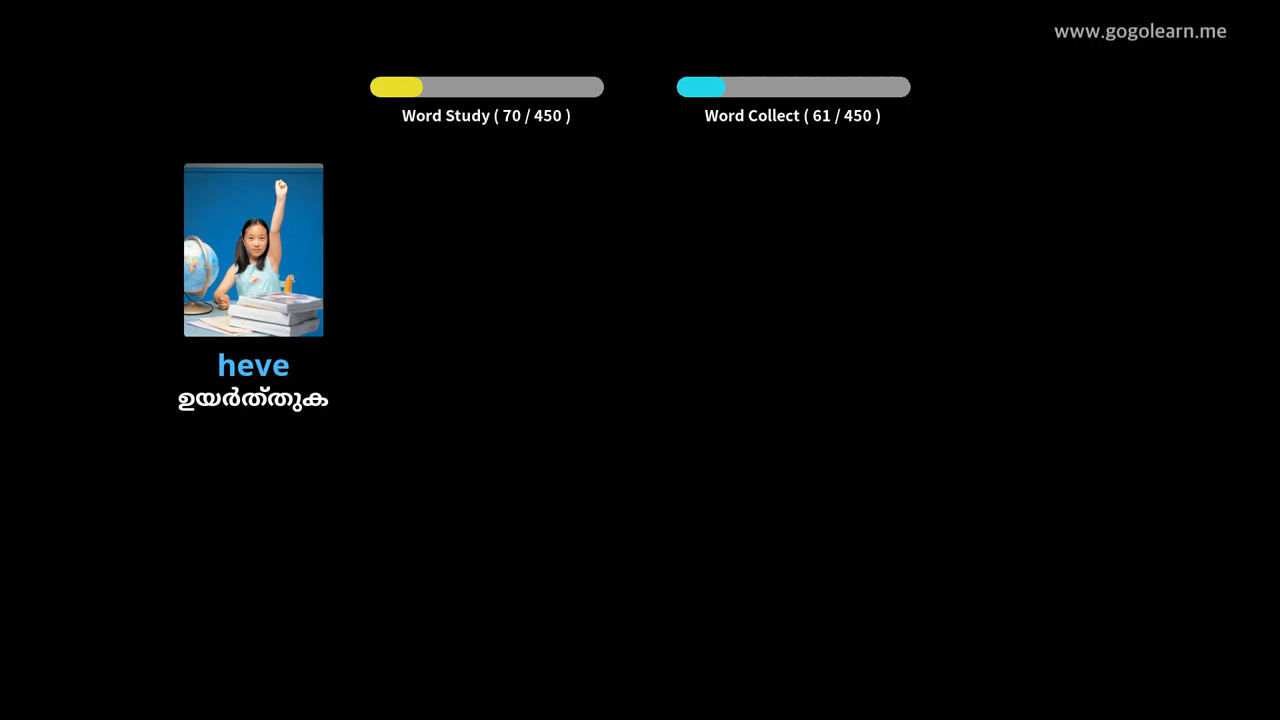 www.gogolearn.me
Word Study ( 70 / 450 )
Word Collect ( 61 / 450 )
heve
ഉയർത്തുക